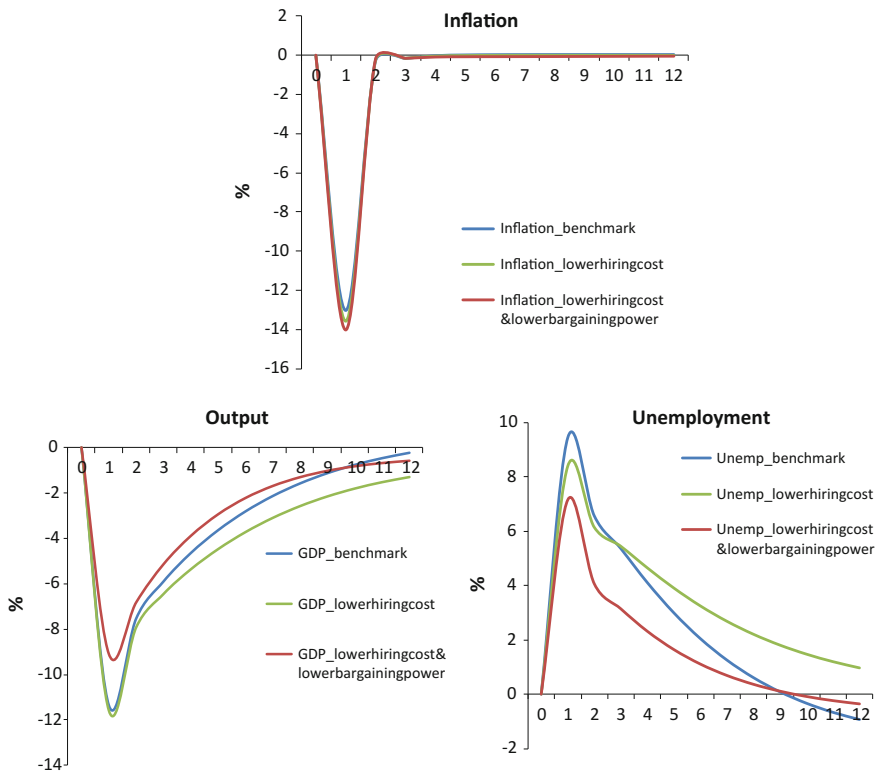 Inflation
2
0
-2
-4
-6
-8
-10
-12
-14
-16
%
0 1 2 3 4 5 6 7 8 9 10 11 12
Inflation_benchmark
Inflation_lowerhiringcost
Inflation_lowerhiringcost
&lowerbargainingpower
Output
0
-2
-4
-6
-8
-10
-12
-14
%
0 1 2 3 4 5 6 7 8 9 10 11 12
GDP_benchmark
GDP_lowerhiringcost
GDP_lowerhiringcost&
lowerbargainingpower
Unemployment
10
8
6
4
2
0
-2
%
0 1 2 3 4 5 6 7 8 9 10 11 12
Unemp_benchmark
Unemp_lowerhiringcost
Unemp_lowerhiringcost
&lowerbargainingpower